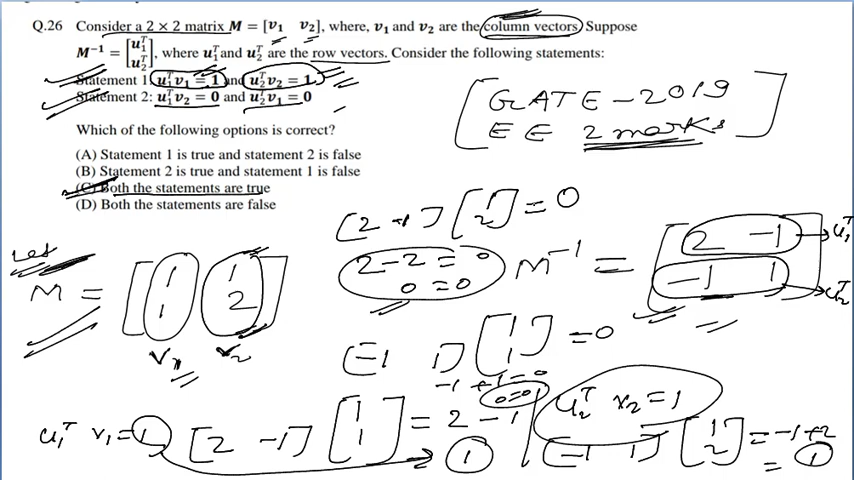 Q.26 Consider a 2 × 2 matrix M = [v₁ v₂], where, v₁ and v₂ are the column vectors. Suppose
M⁻¹ = [u₁ᵀ u₂ᵀ], where u₁ᵀ and u₂ᵀ are the row vectors. Consider the following statements:
Statement 1: u₁ᵀv₁ = 1 and u₂ᵀv₂ = 1
Statement 2: u₁ᵀv₂ = 0 and u₂ᵀv₁ = 0
Which of the following options is correct?
(A) Statement 1 is true and statement 2 is false
(B) Statement 2 is true and statement 1 is false
(C) Both the statements are true
(D) Both the statements are false
[GATE-2019
EE 2 marks]
[2 -1] [1 2] = 0
2-2=0
0=0
Let
M = [1 1 1 2]
v₁ v₂
M⁻¹ = [2 -1 -1 1]
u₁ᵀ
u₂ᵀ
[-1 1] [1 1] = 0
-1+1=0
0=0
u₁ᵀ v₁ = 1 [2 -1] [1 1] = 2-1
1
u₂ᵀ v₂ = 1
[-1 1] [1 2] = -1+2
= 1